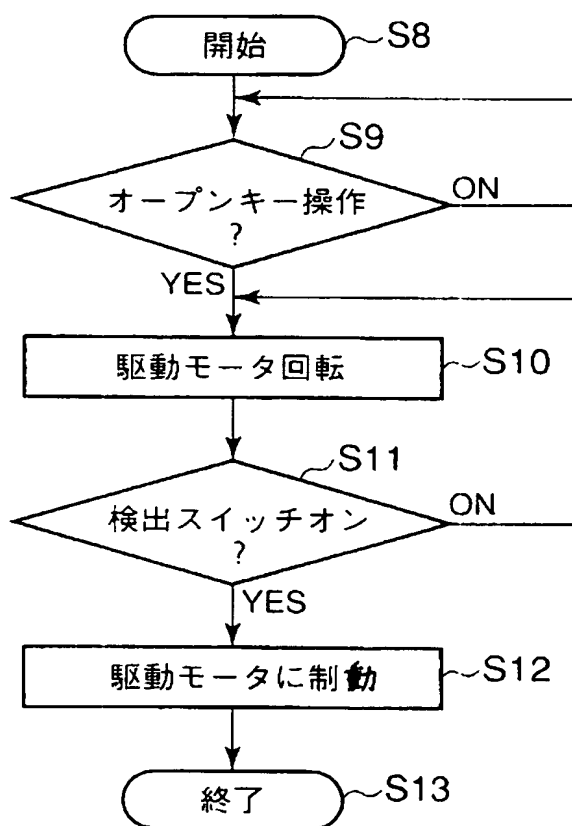 開始
S8
S9
オープンキー操作
?
ON
YES
駆動モータ回転
S10
S11
検出スイッチオン
?
ON
YES
駆動モータに制動
S12
終了
S13